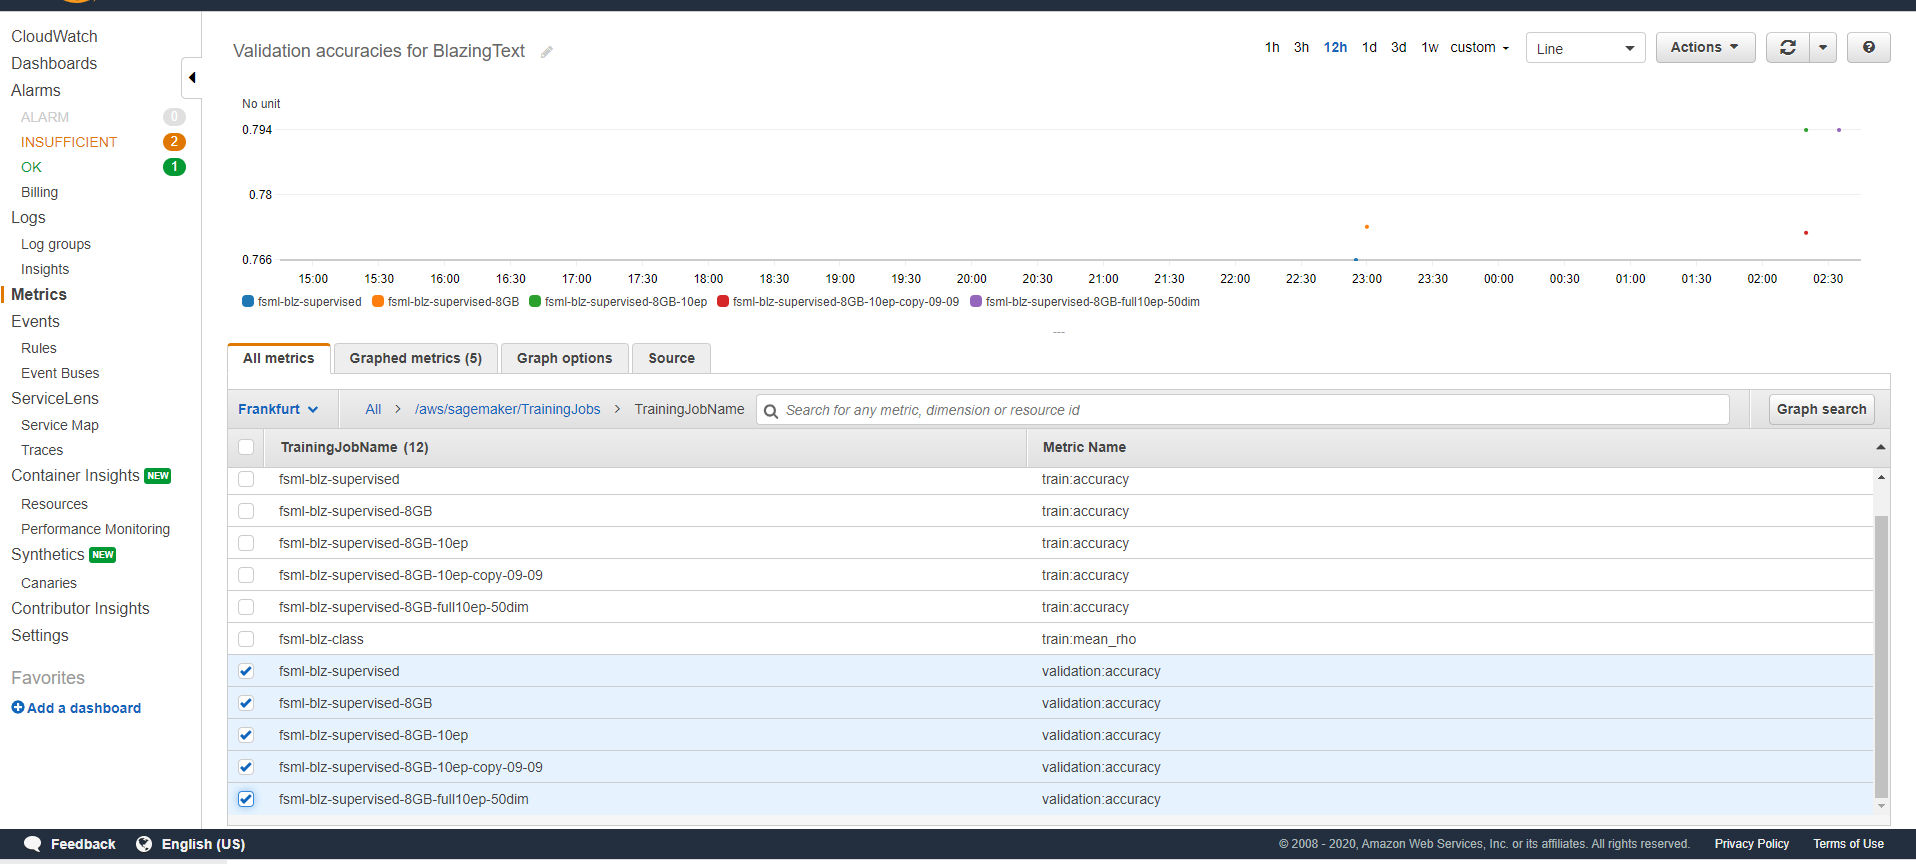 CloudWatch
Dashboards
Alarms
ALARM 0
INSUFFICIENT 2
OK 1
Billing
Logs
Log groups
Insights
Metrics
Events
Rules
Event Buses
ServiceLens
Service Map
Traces
Container Insights NEW
Resources
Performance Monitoring
Synthetics NEW
Canaries
Contributor Insights
Settings
Favorites
Add a dashboard
Validation accuracies for BlazingText
1h 3h 12h 1d 3d 1w custom
Line
Actions
?
No unit
0.794
0.78
0.766
15:00 15:30 16:00 16:30 17:00 17:30 18:00 18:30 19:00 19:30 20:00 20:30 21:00 21:30 22:00 22:30 23:00 23:30 00:00 00:30 01:00 01:30 02:00 02:30
fsml-blz-supervised fsml-blz-supervised-8GB fsml-blz-supervised-8GB-10ep fsml-blz-supervised-8GB-10ep-copy-09-09 fsml-blz-supervised-8GB-full10ep-50dim
All metrics Graphed metrics (5) Graph options Source
Frankfurt All > /aws/sagemaker/TrainingJobs > TrainingJobName Search for any metric, dimension or resource id Graph search
TrainingJobName (12) Metric Name
fsml-blz-supervised train:accuracy
fsml-blz-supervised-8GB train:accuracy
fsml-blz-supervised-8GB-10ep train:accuracy
fsml-blz-supervised-8GB-10ep-copy-09-09 train:accuracy
fsml-blz-supervised-8GB-full10ep-50dim train:accuracy
fsml-blz-class train:mean_rho
fsml-blz-supervised validation:accuracy
fsml-blz-supervised-8GB validation:accuracy
fsml-blz-supervised-8GB-10ep validation:accuracy
fsml-blz-supervised-8GB-10ep-copy-09-09 validation:accuracy
fsml-blz-supervised-8GB-full10ep-50dim validation:accuracy
Feedback English (US) © 2008 - 2020, Amazon Web Services, Inc. or its affiliates. All rights reserved. Privacy Policy Terms of Use